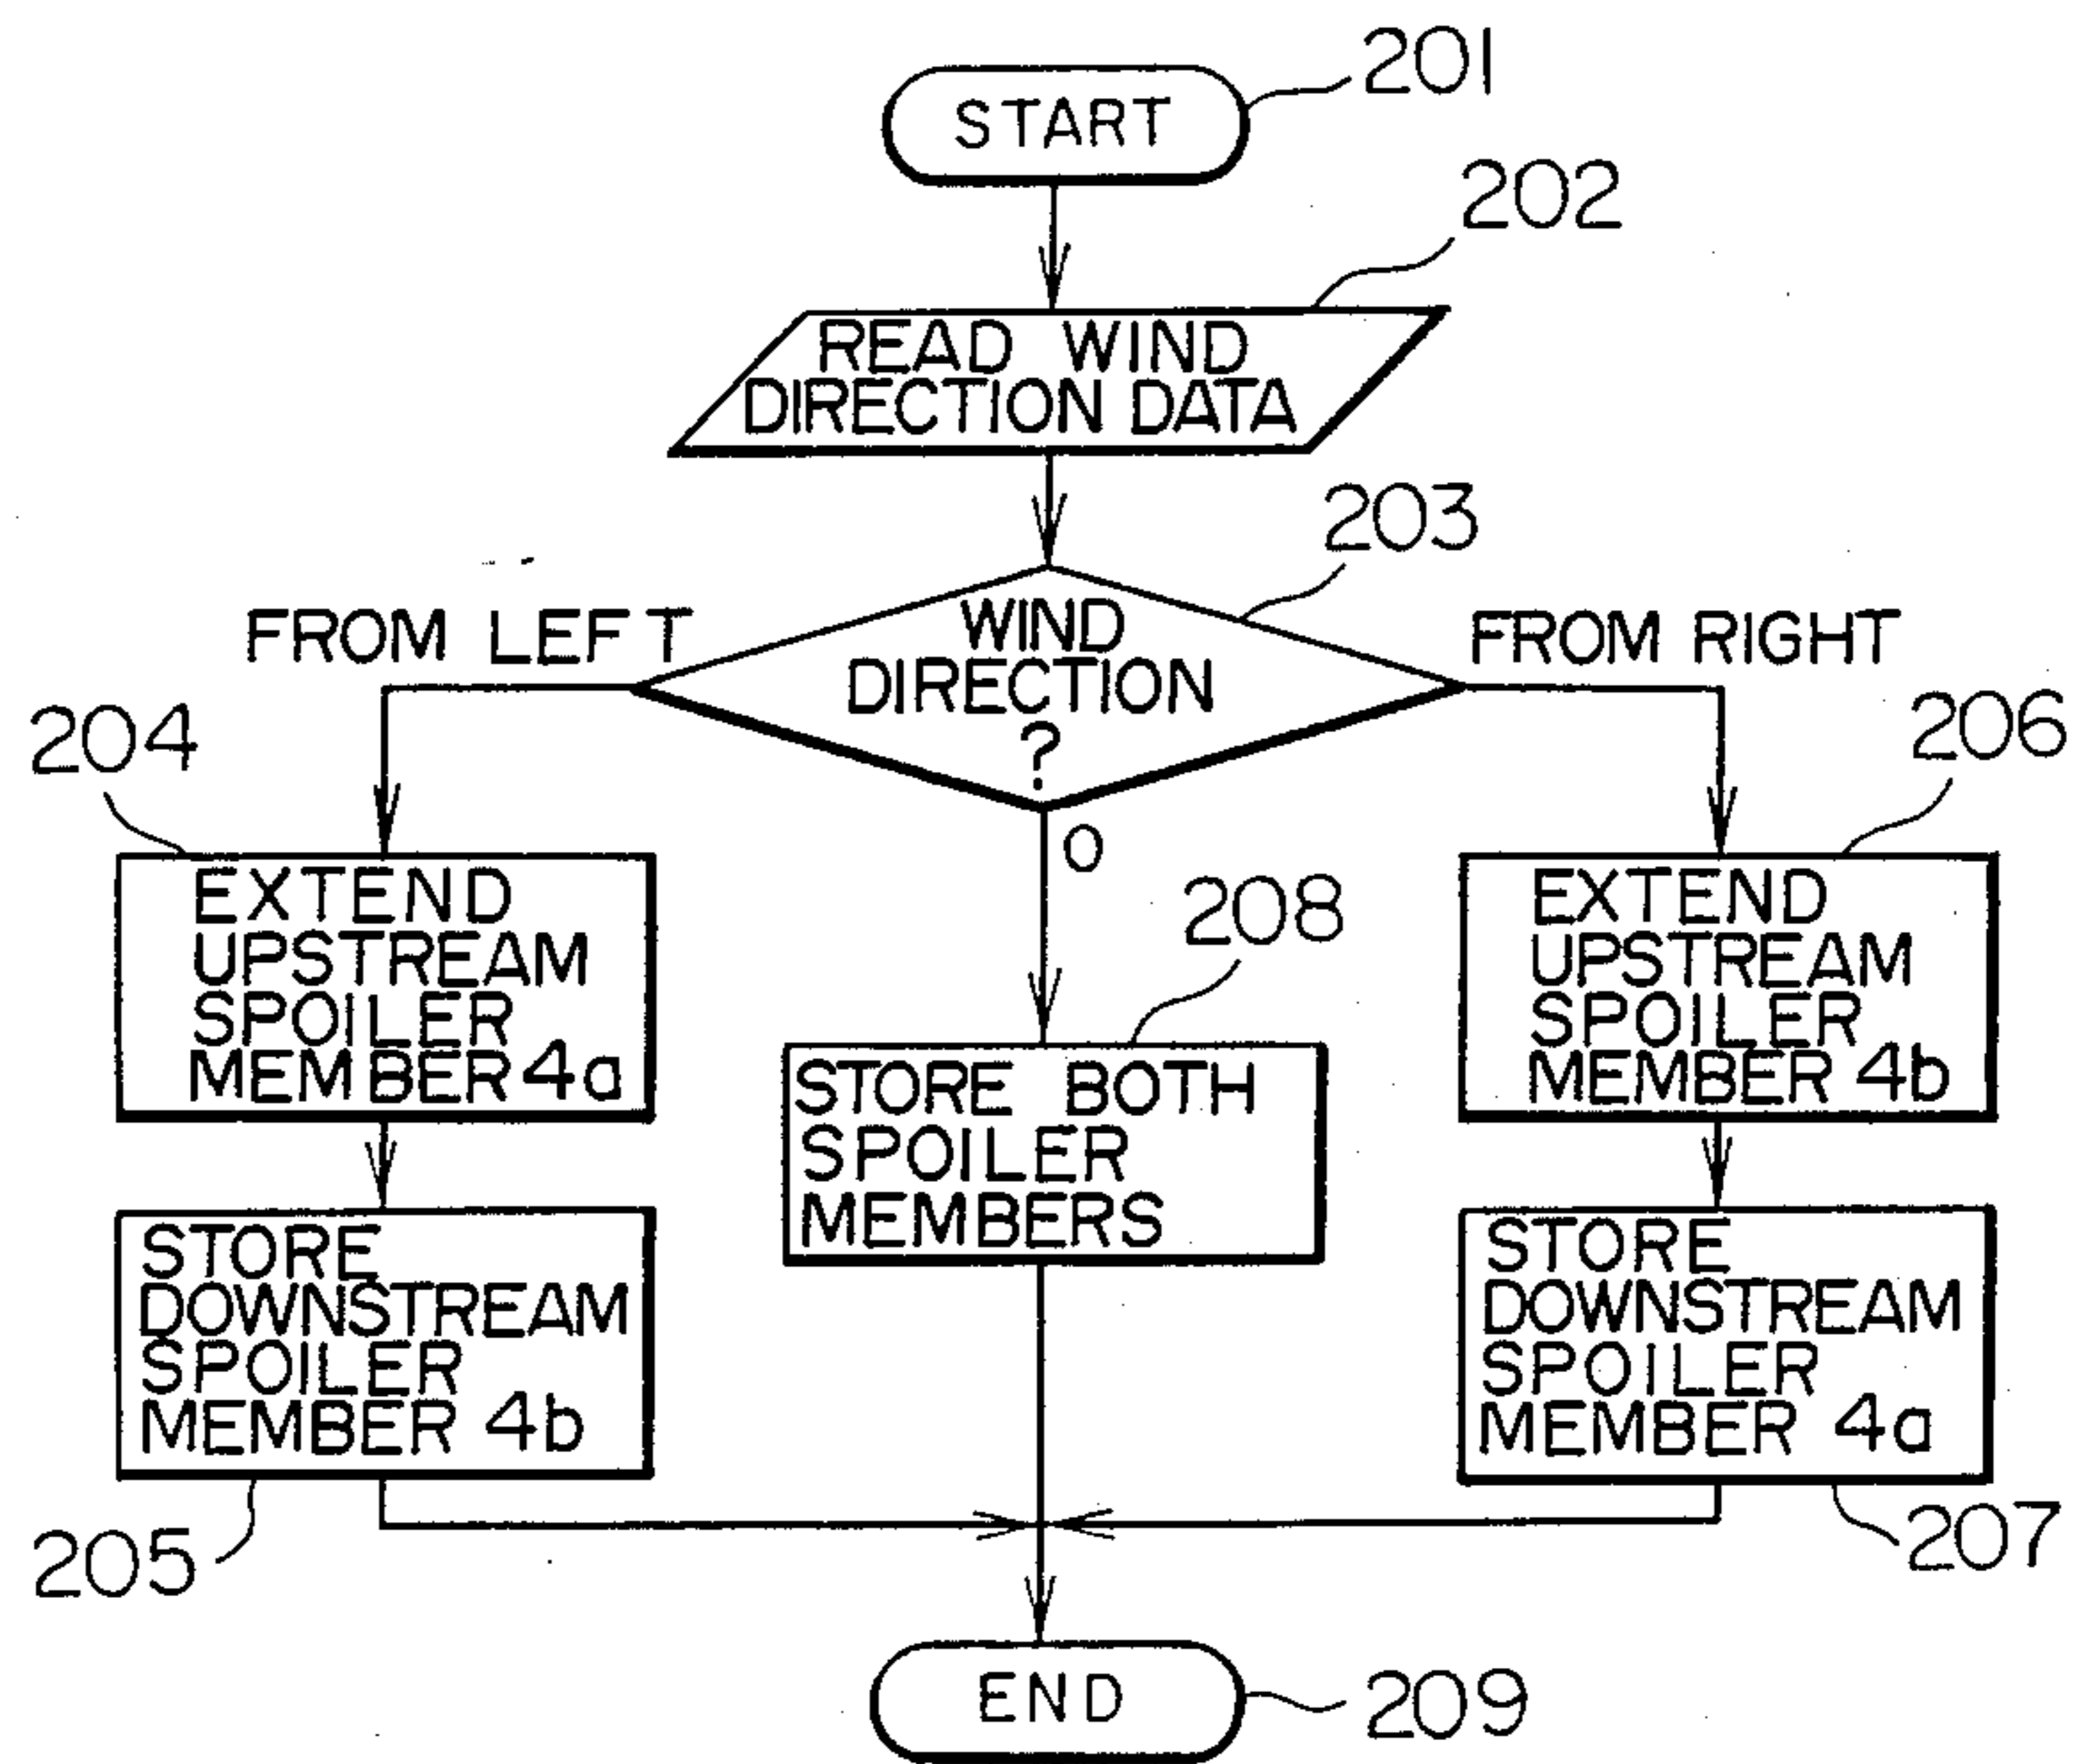 201
START
202
READ WIND
DIRECTION DATA
203
FROM LEFT
WIND
DIRECTION
?
FROM RIGHT
204
206
O
EXTEND
UPSTREAM
SPOILER
MEMBER 4a
208
EXTEND
UPSTREAM
SPOILER
MEMBER 4b
STORE BOTH
SPOILER
MEMBERS
STORE
DOWNSTREAM
SPOILER
MEMBER 4b
STORE
DOWNSTREAM
SPOILER
MEMBER 4a
205
207
END
209